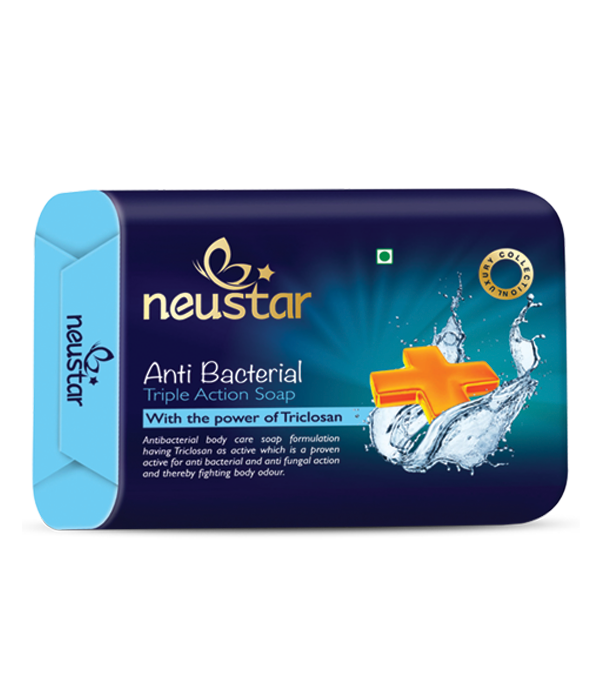 neustar
LUXURY COLLECTION
neustar
Anti Bacterial
Triple Action Soap
With the power of Triclosan
Antibacterial body care soap formulation
having Triclosan as active which is a proven
active for anti bacterial and anti fungal action
and thereby fighting body odour.